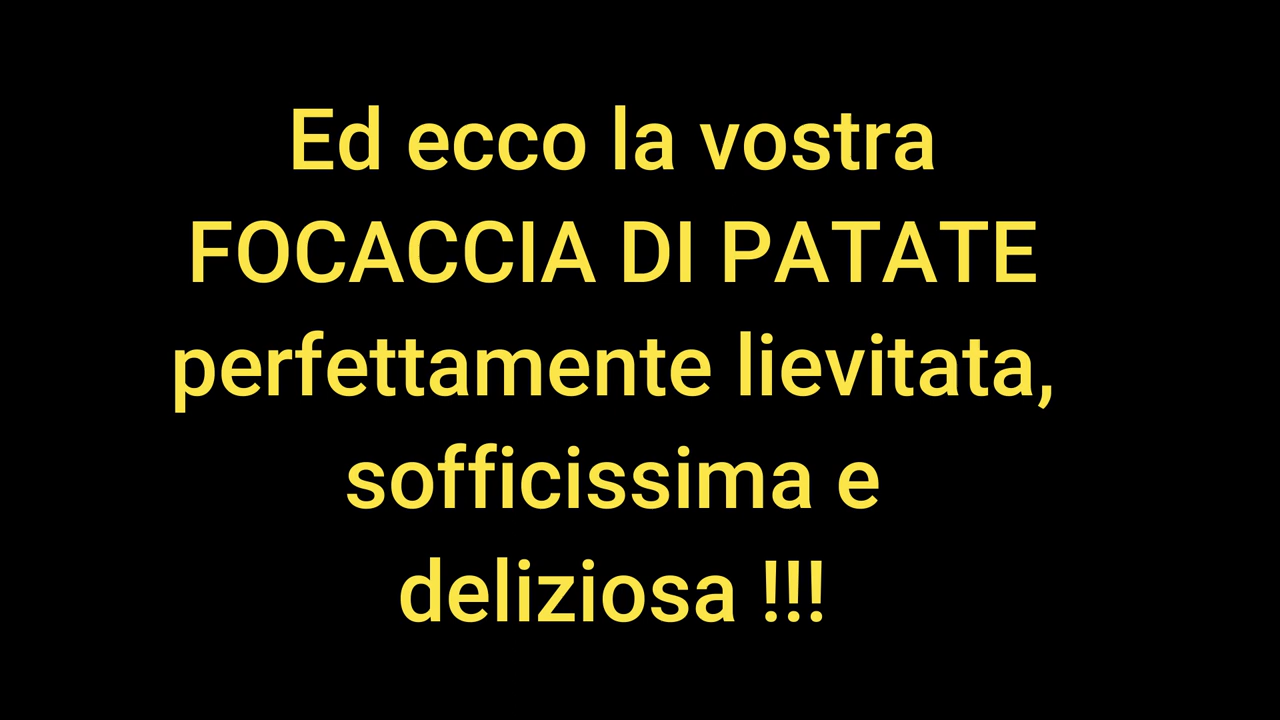 Ed ecco la vostra
FOCACCIA DI PATATE
perfettamente lievitata,
sofficissima e
deliziosa !!!